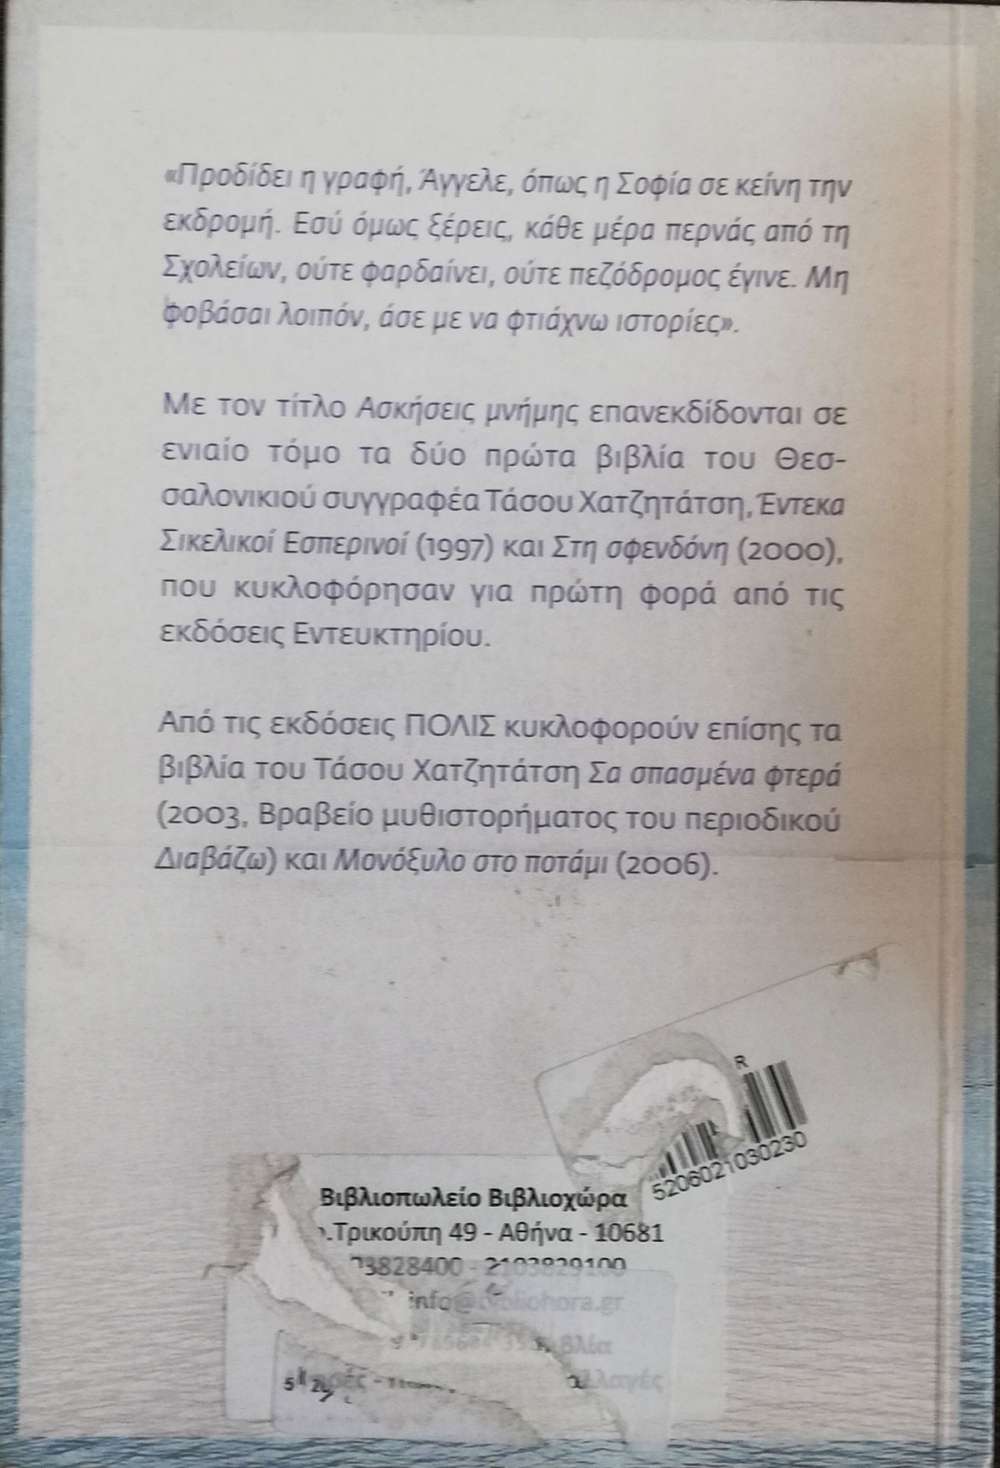 «Προδίδει η γραφή, Άγγελε, όπως η Σοφία σε κείνη την
εκδρομή. Εσύ όμως ξέρεις, κάθε μέρα περνάς από τη
Σχολείων, ούτε φαρδαίνει, ούτε πεζόδρομος έγινε. Μη
φοβάσαι λοιπόν, άσε με να φτιάχνω ιστορίες».
Με τον τίτλο Ασκήσεις μνήμης επανεκδίδονται σε
ενιαίο τόμο τα δύο πρώτα βιβλία του Θεσ-
σαλονικιού συγγραφέα Τάσου Χατζητάτση, Έντεκα
Σικελικοί Εσπερινοί (1997) και Στη σφενδόνη (2000),
που κυκλοφόρησαν για πρώτη φορά από τις
εκδόσεις Εντευκτηρίου.
Από τις εκδόσεις ΠΟΛΙΣ κυκλοφορούν επίσης τα
βιβλία του Τάσου Χατζητάτση Σα σπασμένα φτερά
(2003, Βραβείο μυθιστορήματος του περιοδικού
Διαβάζω) και Μονόξυλο στο ποτάμι (2006).
R
5206021030230
Βιβλιοπωλείο Βιβλιοχώρα
.Τρικούπη 49 - Αθήνα - 10681
3828400 - 2103829100
info@bibliohora.gr